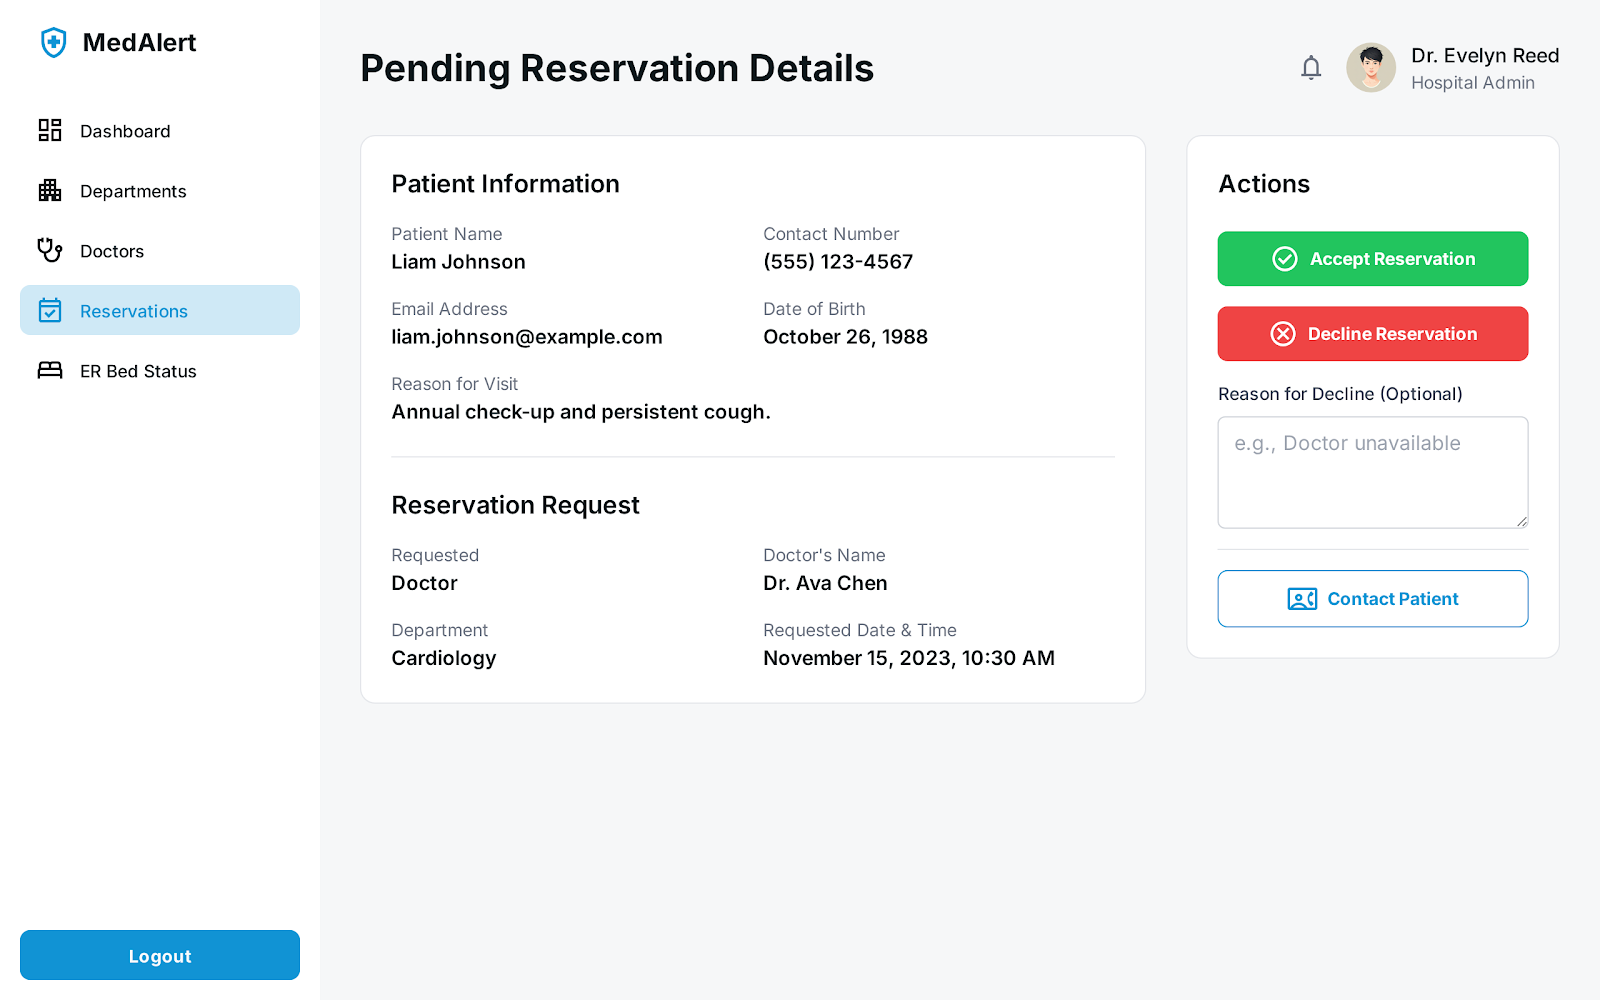 MedAlert
Dashboard
Departments
Doctors
Reservations
ER Bed Status
Logout
Pending Reservation Details
Dr. Evelyn Reed
Hospital Admin
Patient Information
Patient Name
Liam Johnson
Contact Number
(555) 123-4567
Email Address
liam.johnson@example.com
Date of Birth
October 26, 1988
Reason for Visit
Annual check-up and persistent cough.
Reservation Request
Requested
Doctor
Doctor's Name
Dr. Ava Chen
Department
Cardiology
Requested Date & Time
November 15, 2023, 10:30 AM
Actions
Accept Reservation
Decline Reservation
Reason for Decline (Optional)
e.g., Doctor unavailable
Contact Patient